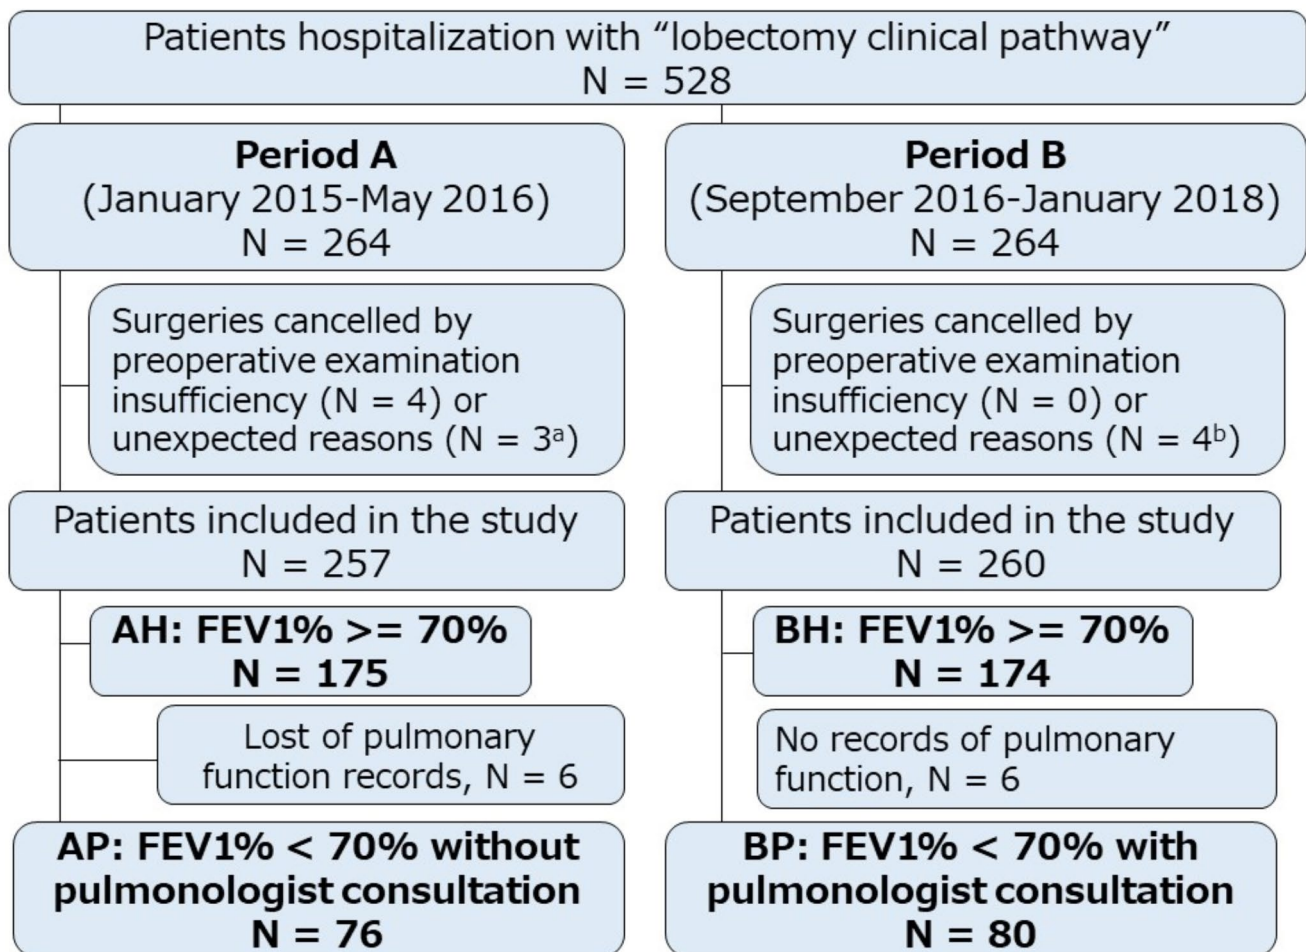 Patients hospitalization with “lobectomy clinical pathway”
N = 528
Period A
(January 2015-May 2016)
N = 264
Surgeries cancelled by
preoperative examination
insufficiency (N = 4) or
unexpected reasons (N = 3ᵃ)
Patients included in the study
N = 257
AH: FEV1% >= 70%
N = 175
Lost of pulmonary
function records, N = 6
AP: FEV1% < 70% without
pulmonologist consultation
N = 76
Period B
(September 2016-January 2018)
N = 264
Surgeries cancelled by
preoperative examination
insufficiency (N = 0) or
unexpected reasons (N = 4ᵇ)
Patients included in the study
N = 260
BH: FEV1% >= 70%
N = 174
No records of pulmonary
function, N = 6
BP: FEV1% < 70% with
pulmonologist consultation
N = 80